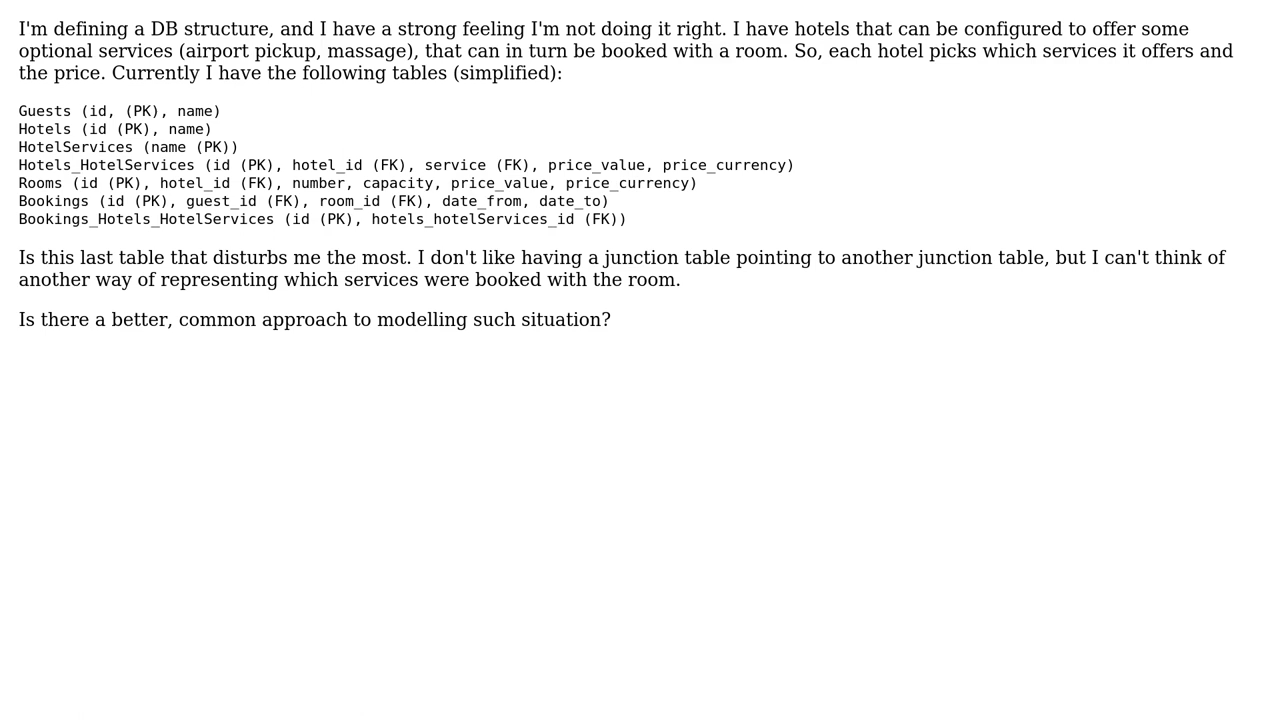 I'm defining a DB structure, and I have a strong feeling I'm not doing it right. I have hotels that can be configured to offer some
optional services (airport pickup, massage), that can in turn be booked with a room. So, each hotel picks which services it offers and
the price. Currently I have the following tables (simplified):
Guests (id, (PK), name)
Hotels (id (PK), name)
HotelServices (name (PK))
Hotels_HotelServices (id (PK), hotel_id (FK), service (FK), price_value, price_currency)
Rooms (id (PK), hotel_id (FK), number, capacity, price_value, price_currency)
Bookings (id (PK), guest_id (FK), room_id (FK), date_from, date_to)
Bookings_Hotels_HotelServices (id (PK), hotels_hotelServices_id (FK))
Is this last table that disturbs me the most. I don't like having a junction table pointing to another junction table, but I can't think of
another way of representing which services were booked with the room.
Is there a better, common approach to modelling such situation?